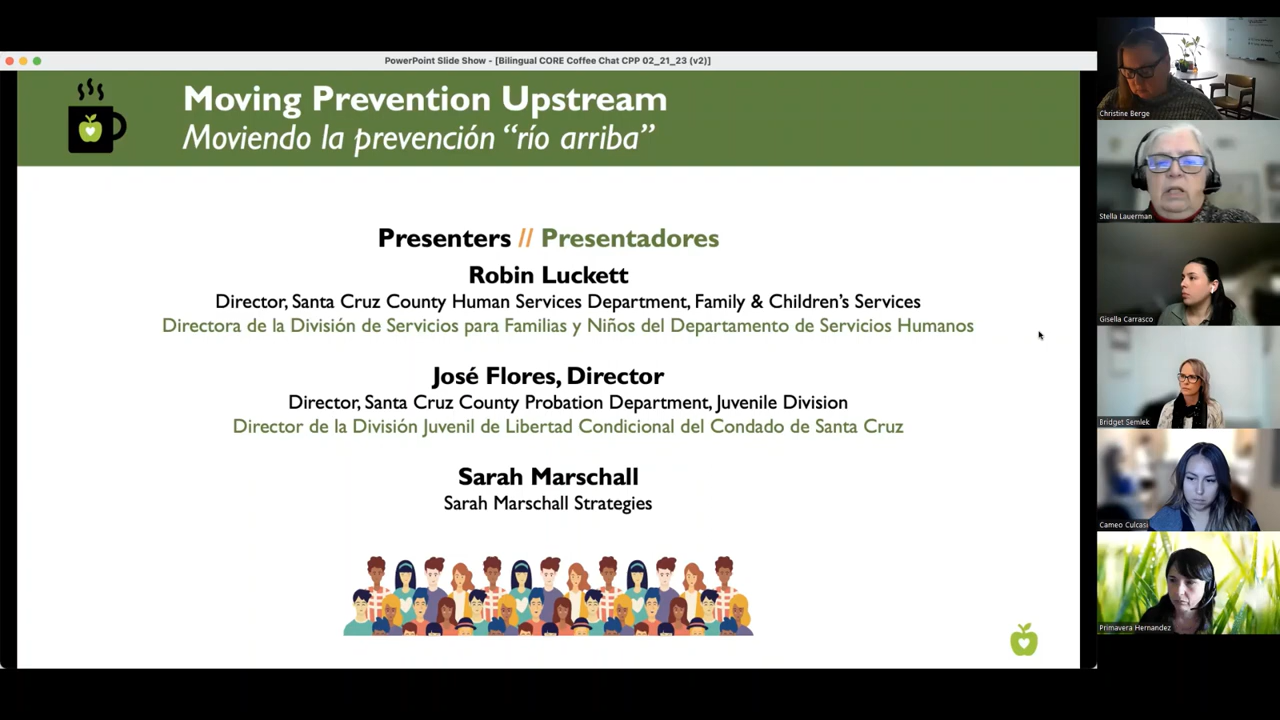 PowerPoint Slide Show - [Bilingual CORE Coffee Chat CPP 02_21_23 (v2)]
Moving Prevention Upstream
Moviendo la prevención “río arriba”
Presenters // Presentadores
Robin Luckett
Director, Santa Cruz County Human Services Department, Family & Children’s Services
Directora de la División de Servicios para Familias y Niños del Departamento de Servicios Humanos
José Flores, Director
Director, Santa Cruz County Probation Department, Juvenile Division
Director de la División Juvenil de Libertad Condicional del Condado de Santa Cruz
Sarah Marschall
Sarah Marschall Strategies
Christine Berge
Stella Lauerman
Gisella Carrasco
Bridget Semlek
Cameo Culcasi
Primavera Hernandez